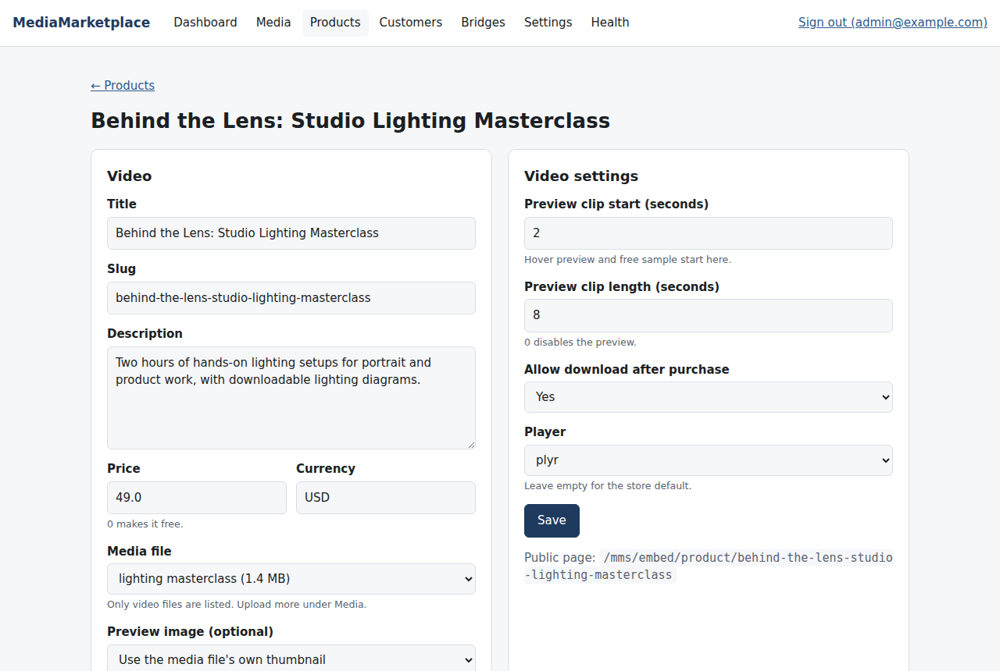 MediaMarketplace Dashboard Media Products Customers Bridges Settings Health Sign out (admin@example.com)
← Products
Behind the Lens: Studio Lighting Masterclass
Video
Title
Behind the Lens: Studio Lighting Masterclass
Slug
behind-the-lens-studio-lighting-masterclass
Description
Two hours of hands-on lighting setups for portrait and
product work, with downloadable lighting diagrams.
Price Currency
49.0 USD
0 makes it free.
Media file
lighting masterclass (1.4 MB)
Only video files are listed. Upload more under Media.
Preview image (optional)
Use the media file's own thumbnail
Video settings
Preview clip start (seconds)
2
Hover preview and free sample start here.
Preview clip length (seconds)
8
0 disables the preview.
Allow download after purchase
Yes
Player
plyr
Leave empty for the store default.
Save
Public page: /mms/embed/product/behind-the-lens-studio
-lighting-masterclass